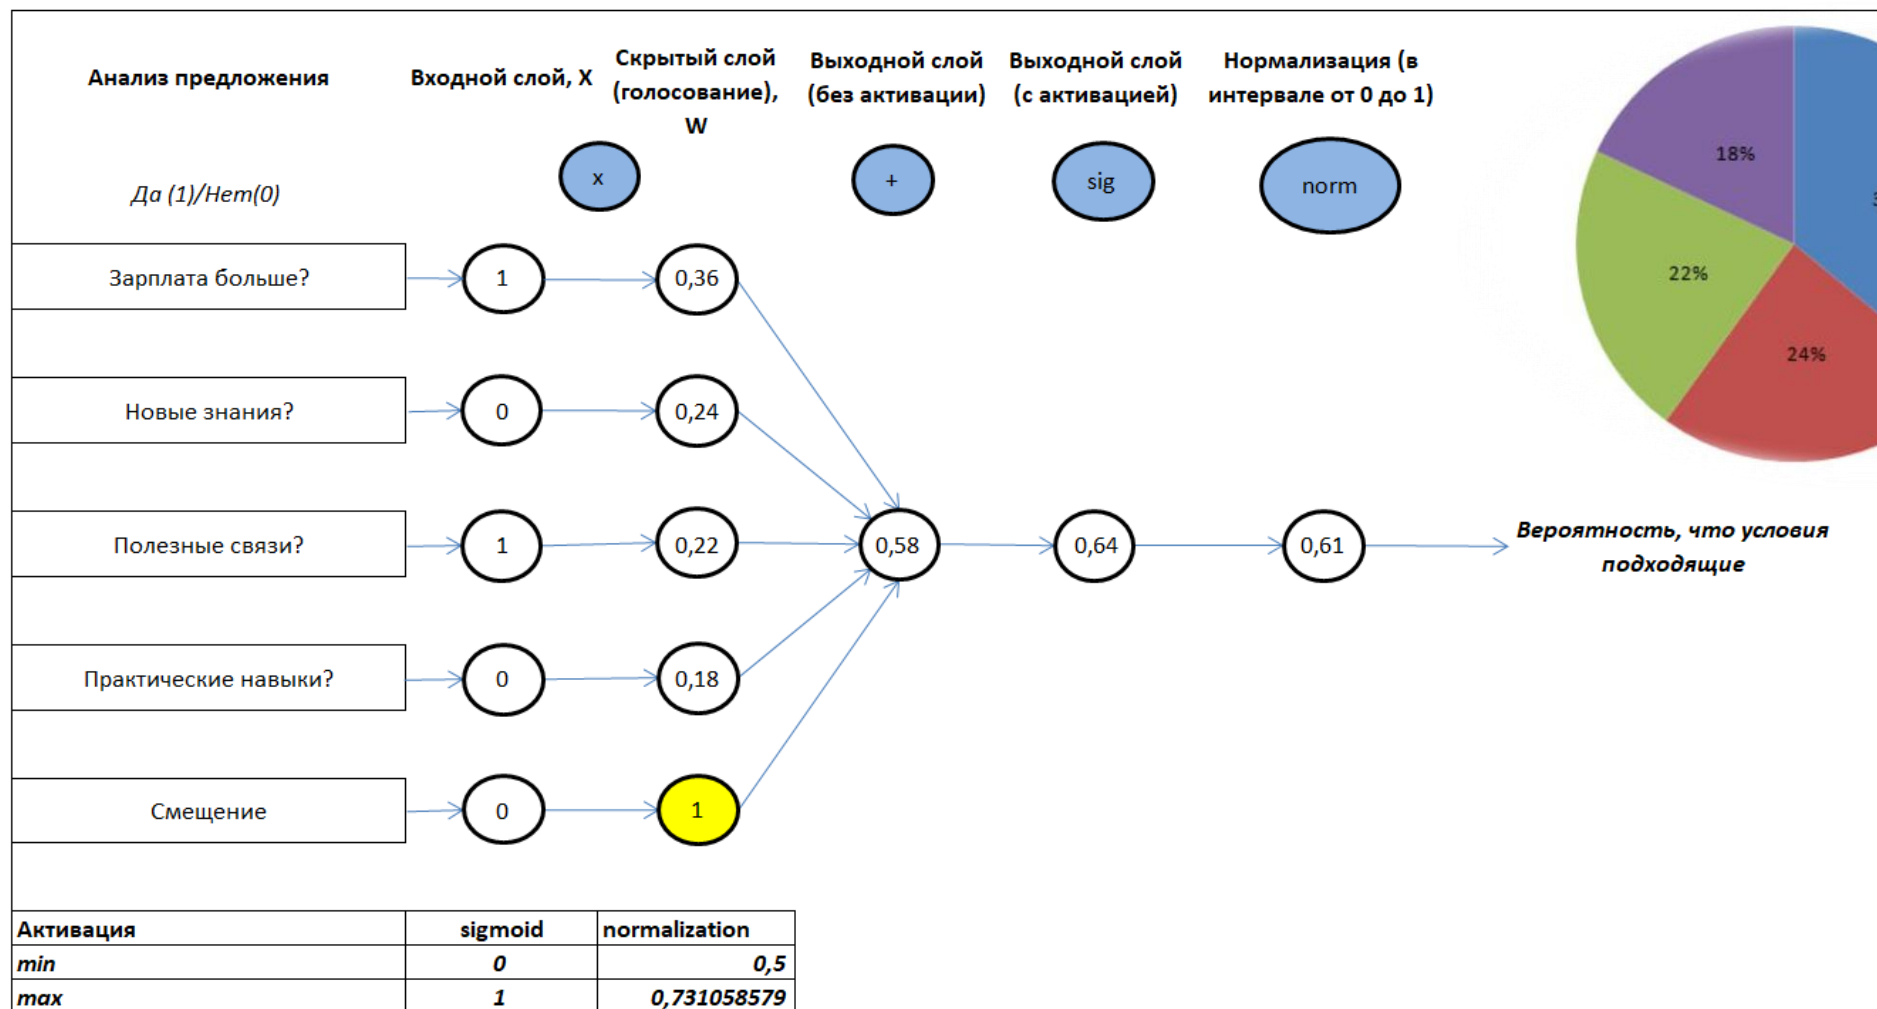 Анализ предложения
Входной слой, X
Скрытый слой
(голосование),
W
Выходной слой
(без активации)
Выходной слой
(с активацией)
Нормализация (в
интервале от 0 до 1)
Да (1)/Нет(0)
x
+
sig
norm
18%
22%
24%
Зарплата больше?
1
0,36
Новые знания?
0
0,24
Полезные связи?
1
0,22
0,58
0,64
0,61
Вероятность, что условия
подходящие
Практические навыки?
0
0,18
Смещение
0
1
Активация sigmoid normalization
min 0 0,5
max 1 0,731058579